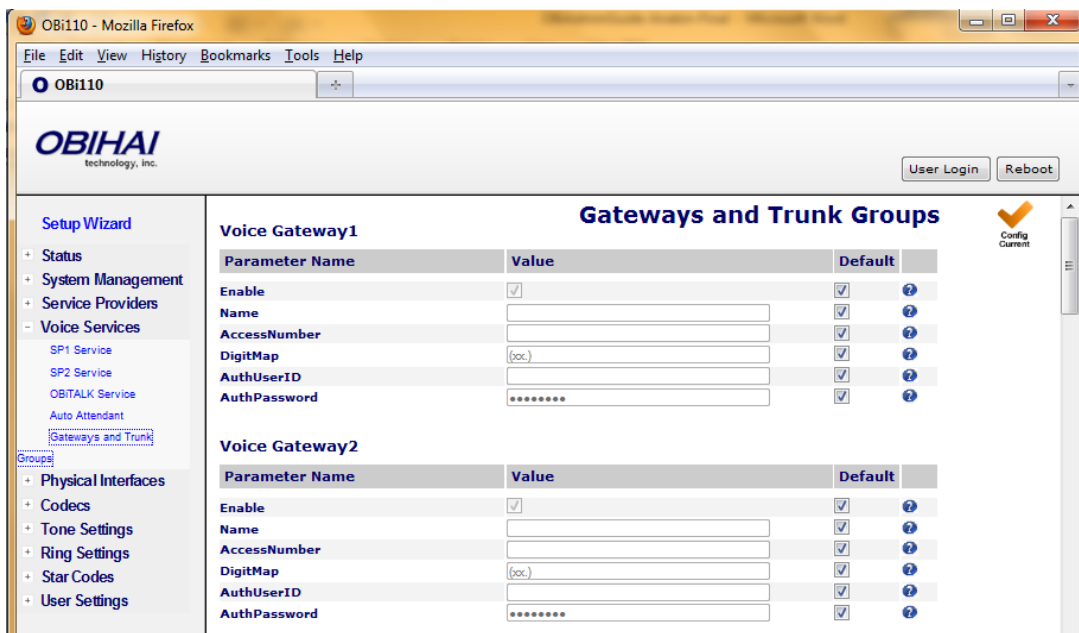 OBi110 - Mozilla Firefox
File Edit View History Bookmarks Tools Help
OBi110
OBIHAI
technology, inc.
User Login Reboot
Setup Wizard
Status
System Management
Service Providers
Voice Services
SP1 Service
SP2 Service
OBiTALK Service
Auto Attendant
Gateways and Trunk
Groups
Physical Interfaces
Codecs
Tone Settings
Ring Settings
Star Codes
User Settings
Gateways and Trunk Groups
Config
Current
Voice Gateway1
Parameter Name Value Default
Enable
Name
AccessNumber
DigitMap (xx.)
AuthUserID
AuthPassword ••••••••
Voice Gateway2
Parameter Name Value Default
Enable
Name
AccessNumber
DigitMap (xx.)
AuthUserID
AuthPassword ••••••••